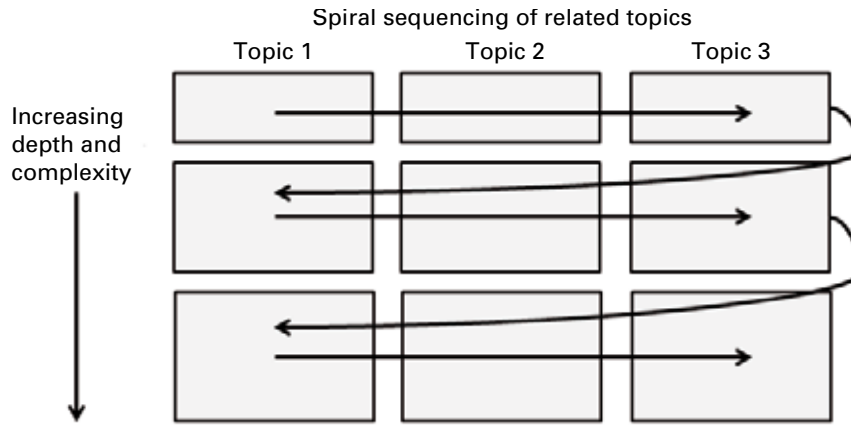 Spiral sequencing of related topics
Topic 1 Topic 2 Topic 3
Increasing
depth and
complexity